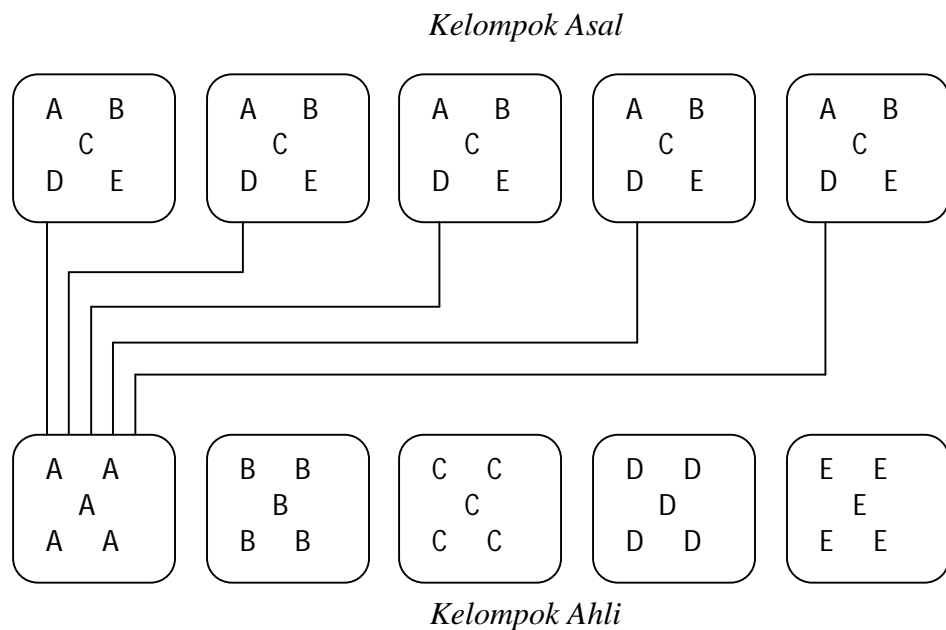 Kelompok Asal
A B A B A B A B A B
C C C C C
D E D E D E D E D E
A A B B C C D D E E
A B C D E
A A B B C C D D E E
Kelompok Ahli